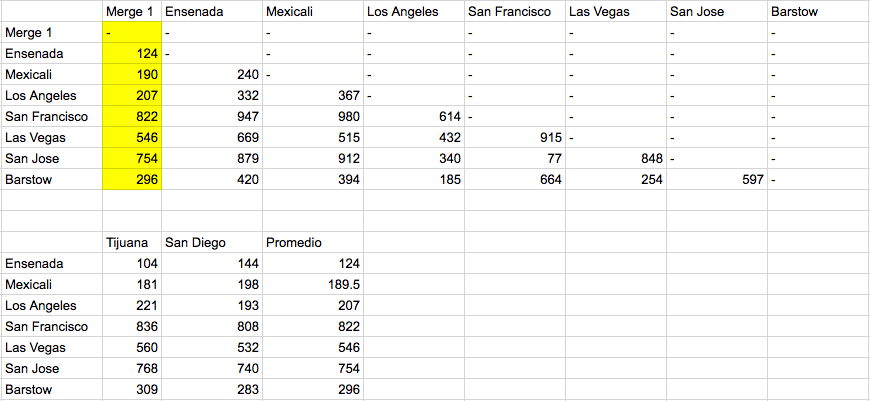 Merge 1 Ensenada Mexicali Los Angeles San Francisco Las Vegas San Jose Barstow
Merge 1 - - - - - - - -
Ensenada 124 - - - - - - -
Mexicali 190 240 - - - - - -
Los Angeles 207 332 367 - - - - -
San Francisco 822 947 980 614 - - - -
Las Vegas 546 669 515 432 915 - - -
San Jose 754 879 912 340 77 848 - -
Barstow 296 420 394 185 664 254 597 -
Tijuana San Diego Promedio
Ensenada 104 144 124
Mexicali 181 198 189.5
Los Angeles 221 193 207
San Francisco 836 808 822
Las Vegas 560 532 546
San Jose 768 740 754
Barstow 309 283 296